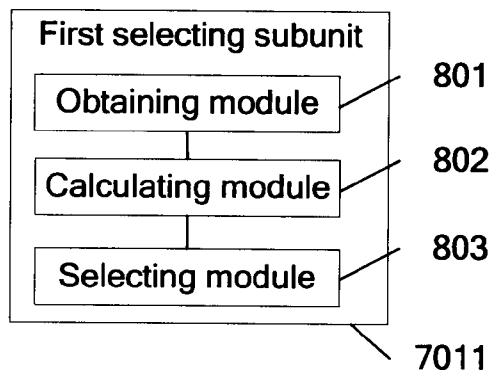 First selecting subunit
Obtaining module
801
Calculating module
802
Selecting module
803
7011